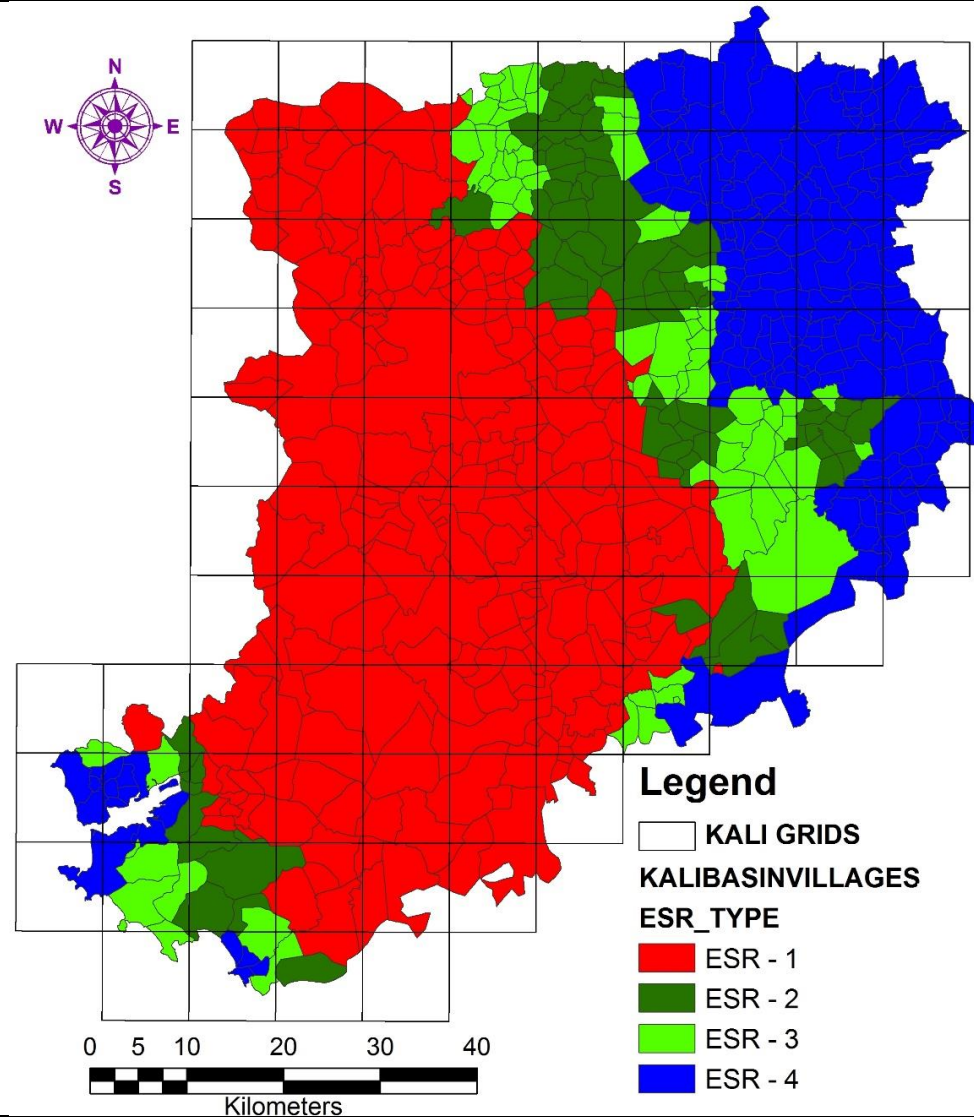 N
W E
S
Legend
KALI GRIDS
KALIBASINVILLAGES
ESR_TYPE
ESR - 1
ESR - 2
ESR - 3
ESR - 4
0 5 10 20 30 40
Kilometers